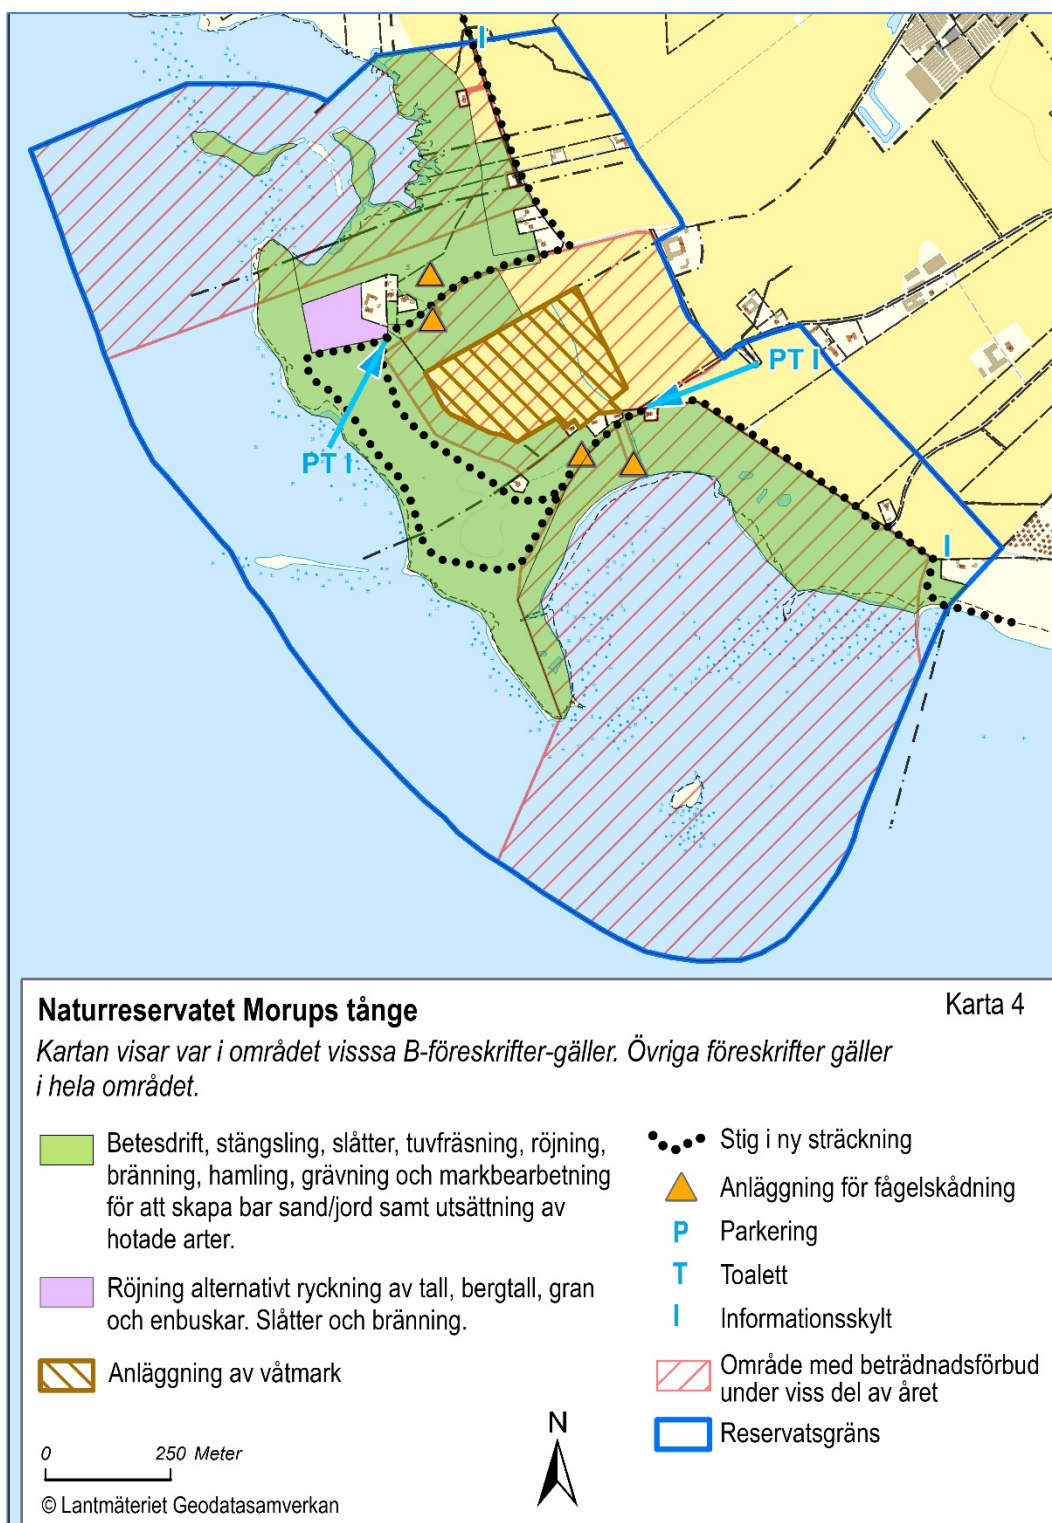 I
PT I
PT I
I
Naturreservatet Morups tånge
Karta 4
Kartan visar var i området visssa B-föreskrifter-gäller. Övriga föreskrifter gäller
i hela området.
Betesdrift, stängsling, slåtter, tuvfräsning, röjning,
bränning, hamling, grävning och markbearbetning
för att skapa bar sand/jord samt utsättning av
hotade arter.
Röjning alternativt ryckning av tall, bergtall, gran
och enbuskar. Slåtter och bränning.
Anläggning av våtmark
Stig i ny sträckning
Anläggning för fågelskådning
P Parkering
T Toalett
I Informationsskylt
Område med beträdnadsförbud
under viss del av året
Reservatsgräns
0 250 Meter
N
© Lantmäteriet Geodatasamverkan